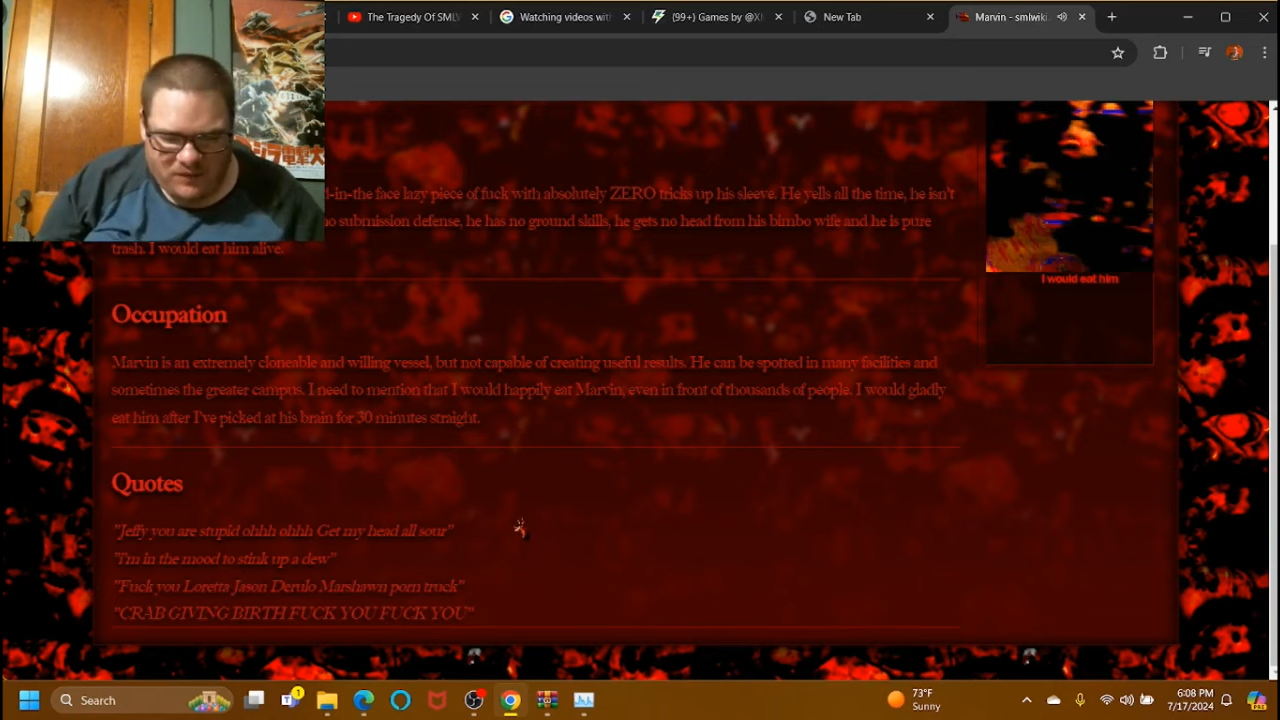 The Tragedy Of SML
Watching videos with
(99+) Games by @X
New Tab
Marvin - smlwiki
l-in-the face lazy piece of fuck with absolutely ZERO tricks up his sleeve. He yells all the time, he isn't
no submission defense, he has no ground skills, he gets no head from his bimbo wife and he is pure
trash. I would eat him alive.
I would eat him
Occupation
Marvin is an extremely cloneable and willing vessel, but not capable of creating useful results. He can be spotted in many facilities and
sometimes the greater campus. I need to mention that I would happily eat Marvin, even in front of thousands of people. I would gladly
eat him after I've picked at his brain for 30 minutes straight.
Quotes
"Jeffy you are stupid ohhh ohhh Get my head all sour"
"I'm in the mood to stink up a dew"
"Fuck you Loretta Jason Derulo Marshawn porn truck"
"CRAB GIVING BIRTH FUCK YOU FUCK YOU"
Search
1
73°F
Sunny
6:08 PM
7/17/2024